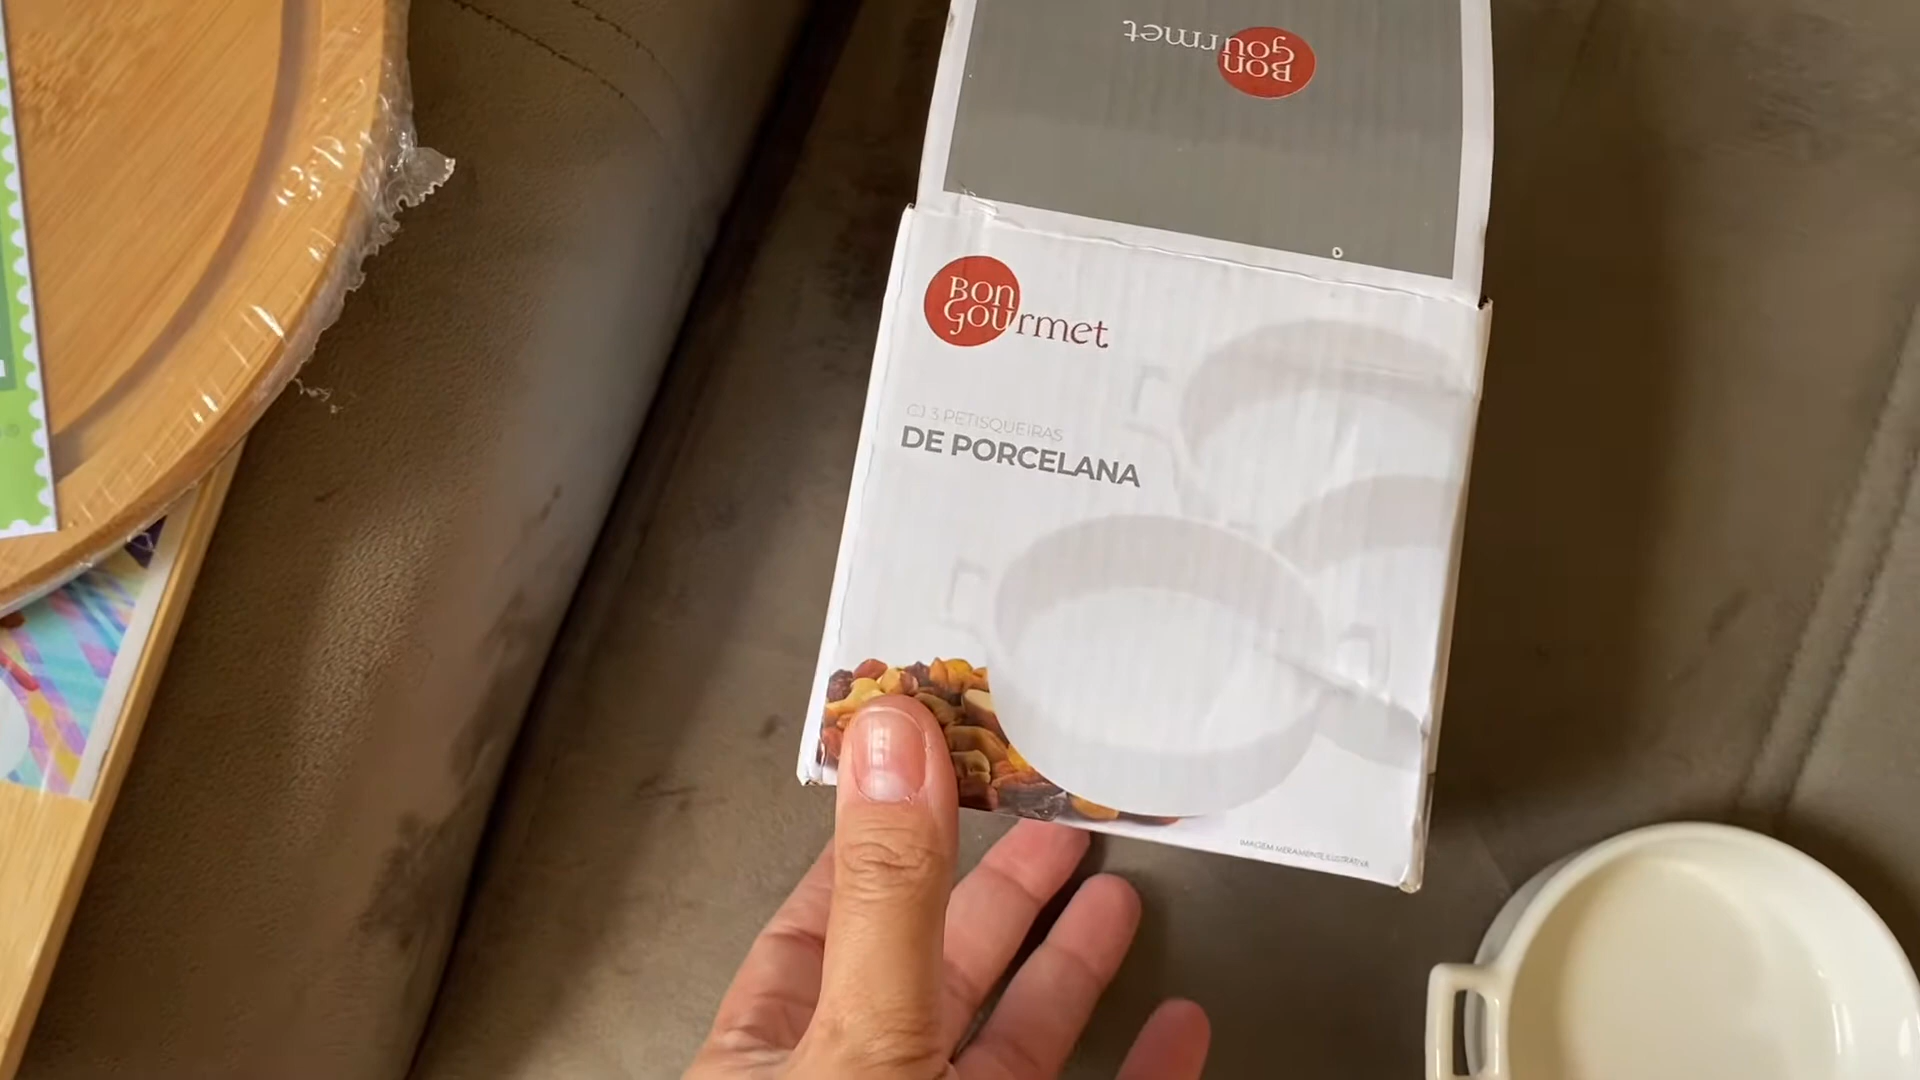 Bon
Gourmet
Bon
Gourmet
CJ 3 PETISQUEIRAS
DE PORCELANA
IMAGEM MERAMENTE ILUSTRATIVA